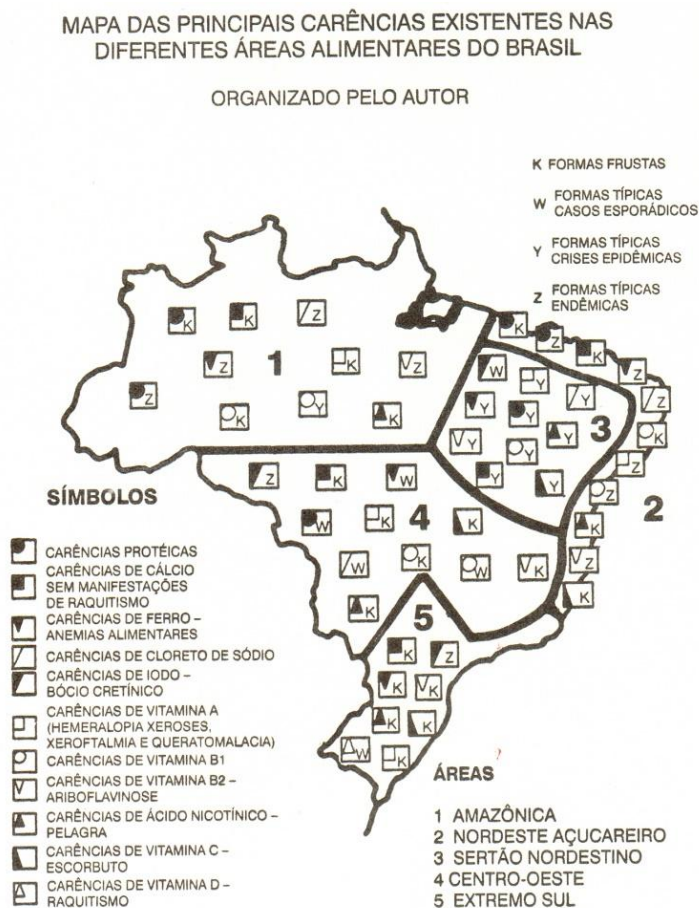 MAPA DAS PRINCIPAIS CARÊNCIAS EXISTENTES NAS
DIFERENTES ÁREAS ALIMENTARES DO BRASIL
ORGANIZADO PELO AUTOR
K FORMAS FRUSTAS
W FORMAS TÍPICAS
CASOS ESPORÁDICOS
Y FORMAS TÍPICAS
CRISES EPIDÊMICAS
Z FORMAS TÍPICAS
ENDÊMICAS
K K Z
1
Z K Z
Z K Y K
K Z K Z
Z K Z Z K Z K
2
W Y Y
Y Y Y
Y Y
Y Y
3
Z K W
W K K
4
W K W K
K
5
K Z
K K
K K
W K
SÍMBOLOS
CARÊNCIAS PROTÉICAS
CARÊNCIAS DE CÁLCIO
SEM MANIFESTAÇÕES
DE RAQUITISMO
CARÊNCIAS DE FERRO –
ANEMIAS ALIMENTARES
CARÊNCIAS DE CLORETO DE SÓDIO
CARÊNCIAS DE IODO –
BÓCIO CRETÍNICO
CARÊNCIAS DE VITAMINA A
(HEMERALOPIA XEROSES,
XEROFTALMIA E QUERATOMALACIA)
CARÊNCIAS DE VITAMINA B1
CARÊNCIAS DE VITAMINA B2 –
ARIBOFLAVINOSE
CARÊNCIAS DE ÁCIDO NICOTÍNICO –
PELAGRA
CARÊNCIAS DE VITAMINA C –
ESCORBUTO
CARÊNCIAS DE VITAMINA D –
RAQUITISMO
ÁREAS
1 AMAZÔNICA
2 NORDESTE AÇUCAREIRO
3 SERTÃO NORDESTINO
4 CENTRO-OESTE
5 EXTREMO SUL